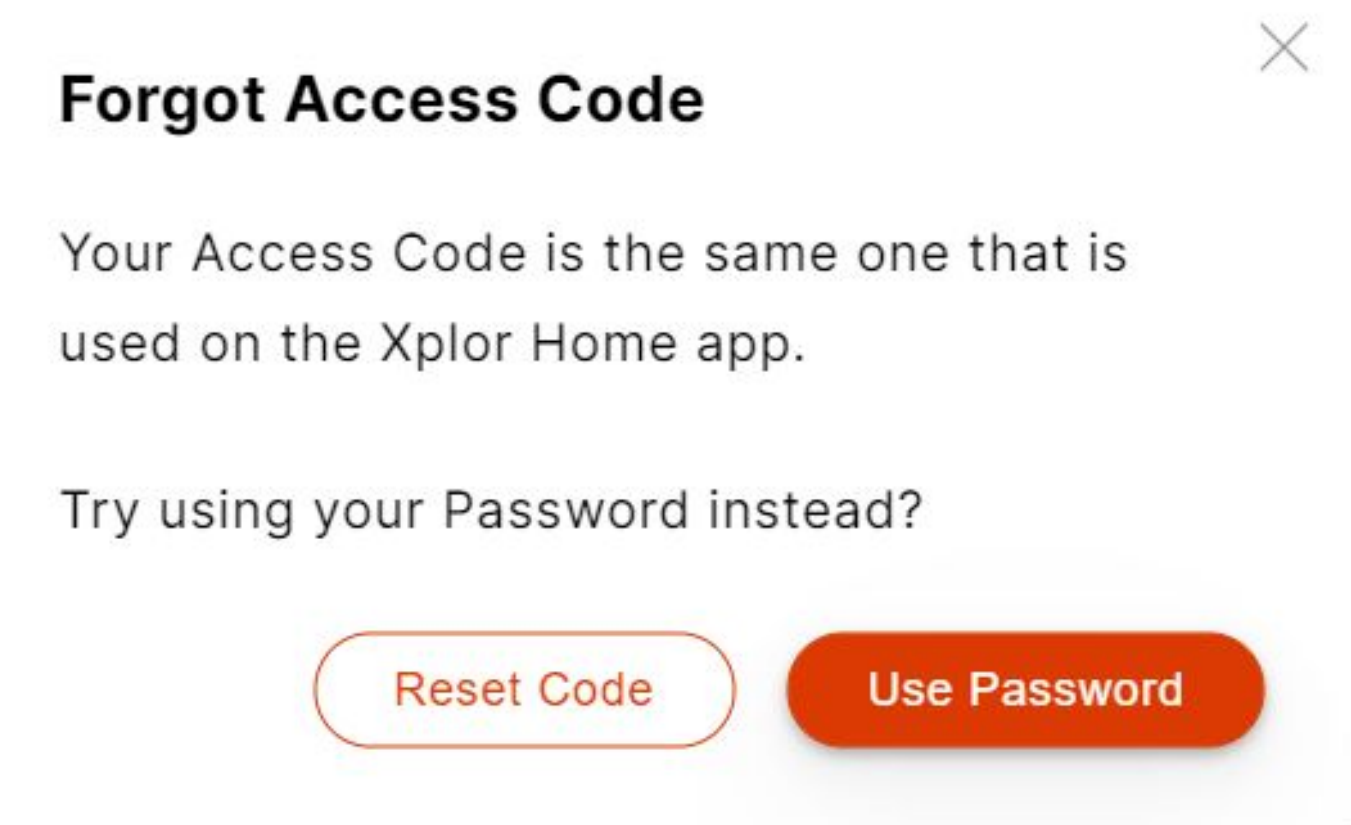 Forgot Access Code
Your Access Code is the same one that is
used on the Xplor Home app.
Try using your Password instead?
Reset Code
Use Password